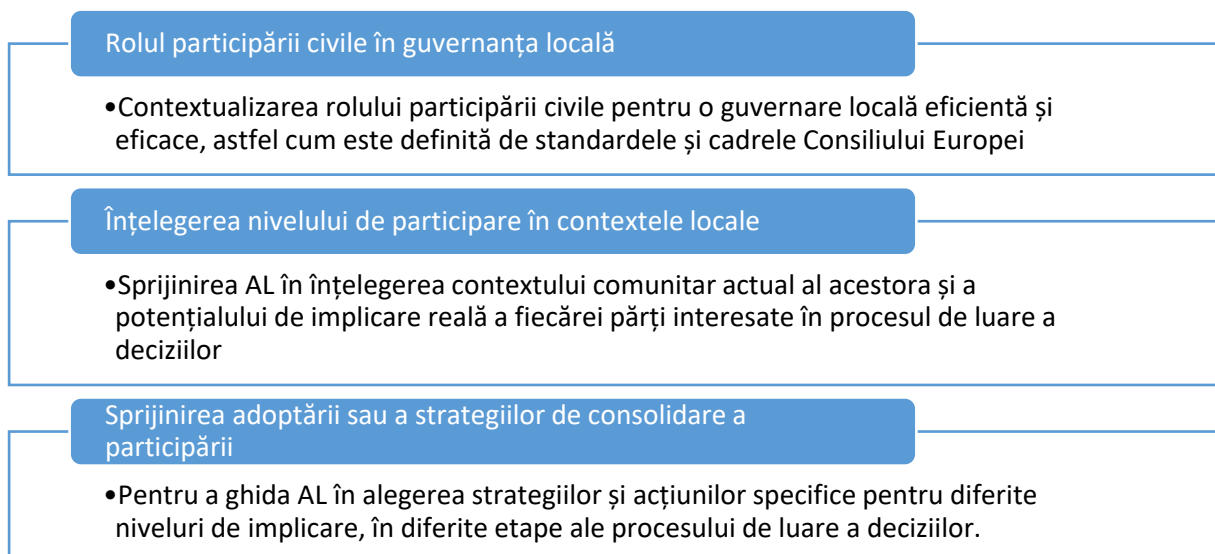 Rolul participării civile în guvernanța locală
•Contextualizarea rolului participării civile pentru o guvernare locală eficientă și
eficace, astfel cum este definită de standardele și cadrele Consiliului Europei
Înțelegerea nivelului de participare în contextele locale
•Sprijinirea AL în înțelegerea contextului comunitar actual al acestora și a
potențialului de implicare reală a fiecărei părți interesate în procesul de luare a
deciziilor
Sprijinirea adoptării sau a strategiilor de consolidare a
participării
•Pentru a ghida AL în alegerea strategiilor și acțiunilor specifice pentru diferite
niveluri de implicare, în diferite etape ale procesului de luare a deciziilor.